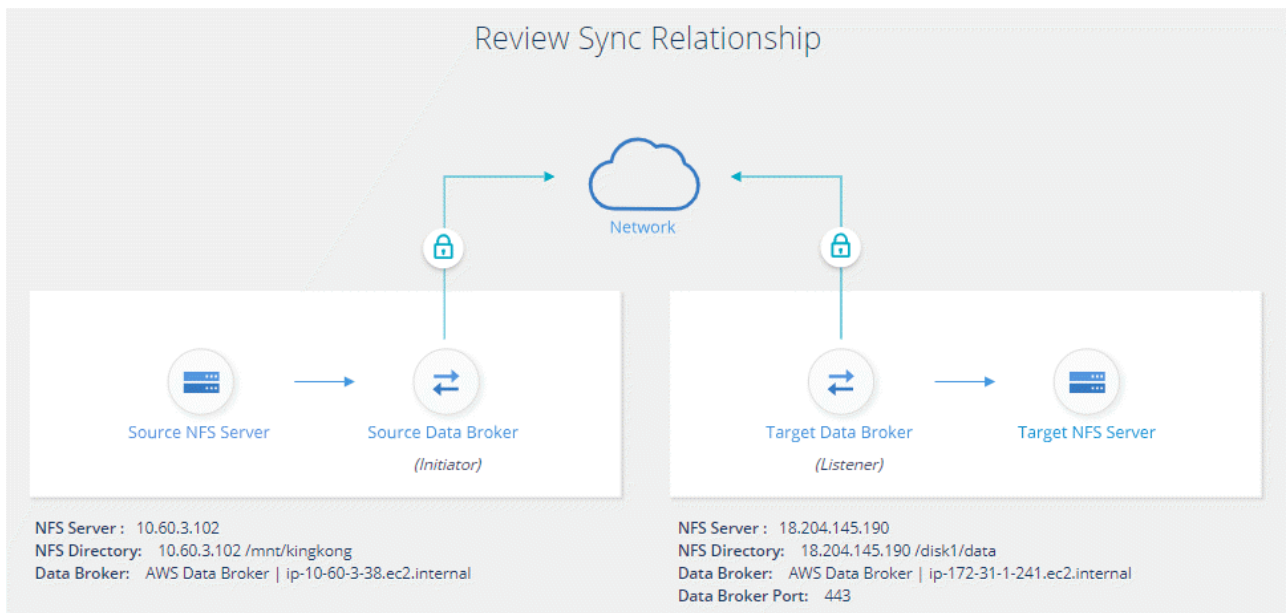 Review Sync Relationship
Network
Source NFS Server
Source Data Broker
(Initiator)
Target Data Broker
(Listener)
Target NFS Server
NFS Server : 10.60.3.102
NFS Directory: 10.60.3.102 /mnt/kingkong
Data Broker: AWS Data Broker | ip-10-60-3-38.ec2.internal
NFS Server : 18.204.145.190
NFS Directory: 18.204.145.190 /disk1/data
Data Broker: AWS Data Broker | ip-172-31-1-241.ec2.internal
Data Broker Port: 443